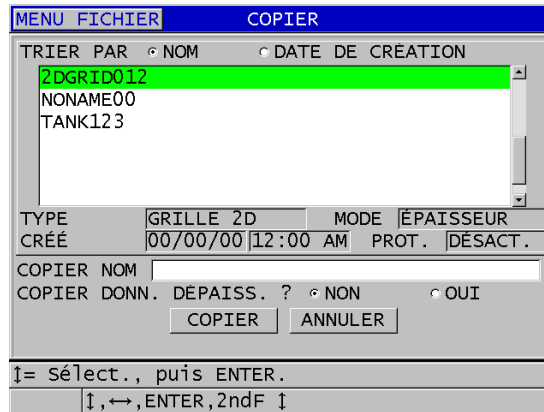 MENU FICHIER COPIER
TRIER PAR NOM DATE DE CRÉATION
2DGRID012
NONAME00
TANK123
TYPE GRILLE 2D MODE ÉPAISSEUR
CRÉÉ 00/00/00 12:00 AM PROT. DÉSACT.
COPIER NOM
COPIER DONN. DÉPAISS. ? NON OUI
COPIER ANNULER
↕= Sélect., puis ENTER.
↕,↔,ENTER,2ndF ↕